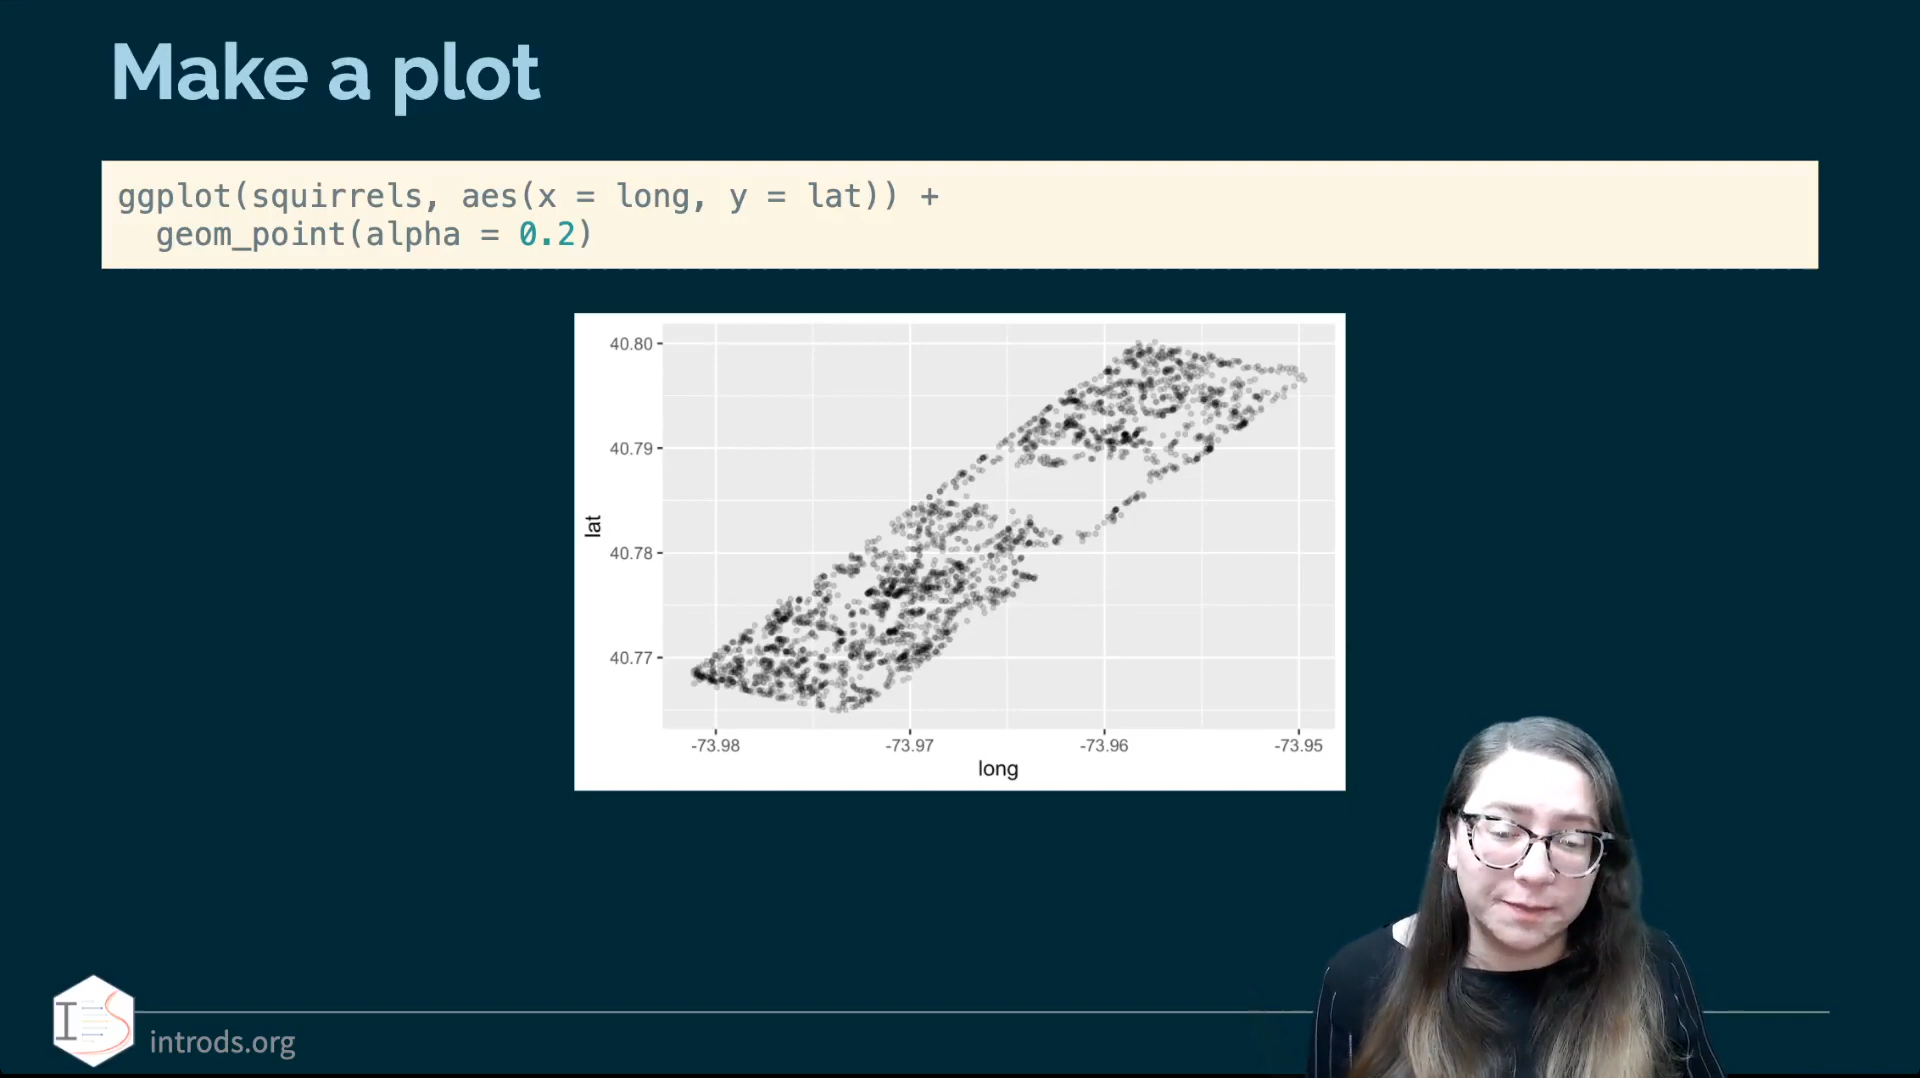 Make a plot
ggplot(squirrels, aes(x = long, y = lat)) +
  geom_point(alpha = 0.2)
40.80
40.79
40.78
40.77
lat
-73.98
-73.97
-73.96
-73.95
long
I S
introds.org